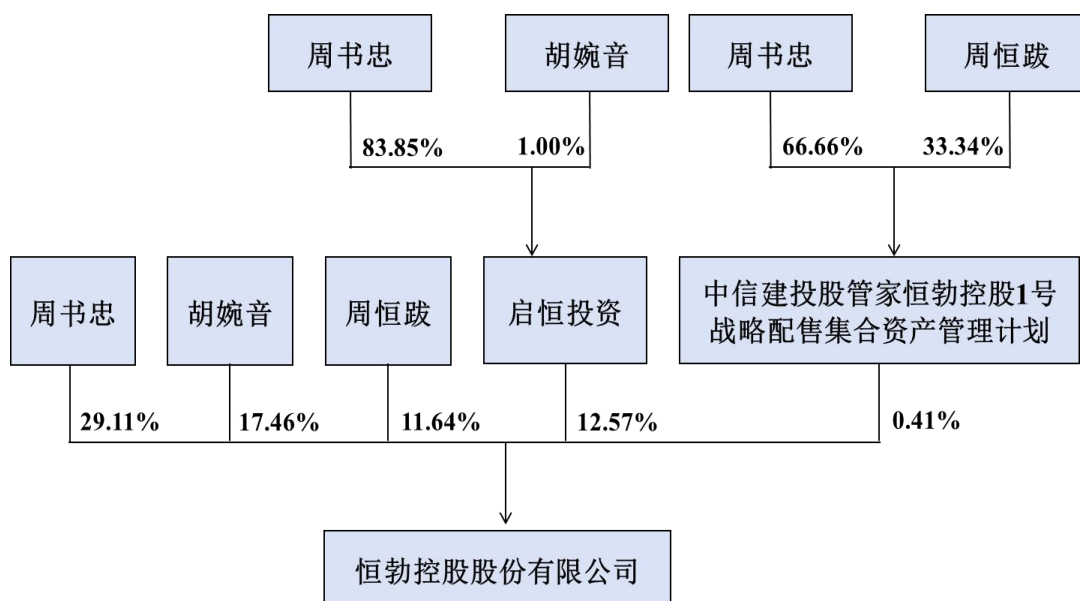 周书忠
胡婉音
周书忠
周恒跋
83.85%
1.00%
66.66%
33.34%
周书忠
胡婉音
周恒跋
启恒投资
中信建投股管家恒勃控股1号
战略配售集合资产管理计划
29.11%
17.46%
11.64%
12.57%
0.41%
恒勃控股股份有限公司